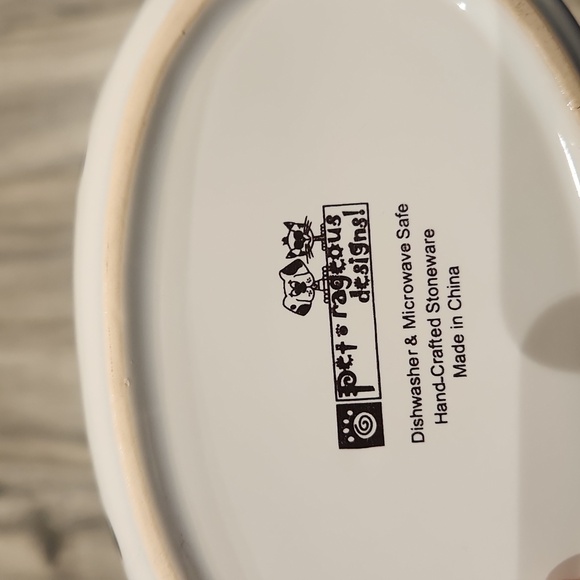 pet·rageous
designs!
Dishwasher & Microwave Safe
Hand-Crafted Stoneware
Made in China